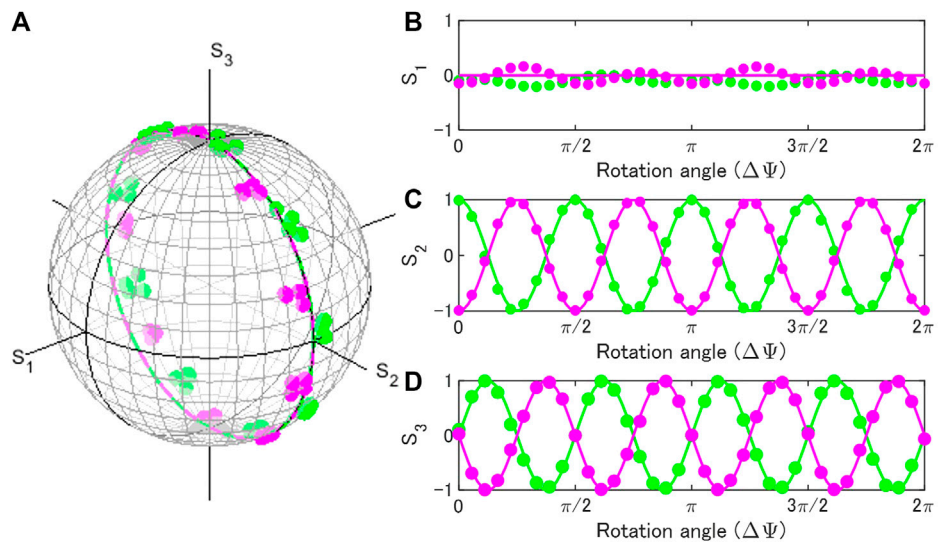 A
S3
S1
S2
B
1
0
-1
S1
0
π/2
π
3π/2
2π
Rotation angle (ΔΨ)
C
1
0
-1
S2
0
π/2
π
3π/2
2π
Rotation angle (ΔΨ)
D
1
0
-1
S3
0
π/2
π
3π/2
2π
Rotation angle (ΔΨ)